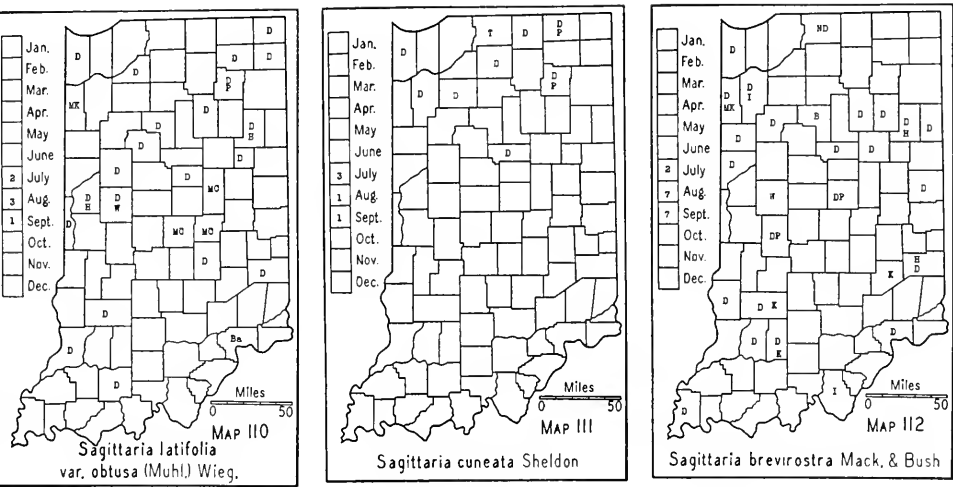 Jan.
Feb.
Mar.
Apr.
May
June
2 July
3 Aug.
1 Sept.
Oct.
Nov.
Dec.
D D
D D D
D D
P
MK D D
D H
D D
D D MC
D H D W
D MC MC
D D
D
D Ba
D
Miles
0 50
MAP 110
Sagittaria latifolia
var. obtusa (Muhl.) Wieg.
Jan.
Feb.
Mar.
Apr.
May
June
3 July
1 Aug.
1 Sept.
Oct.
Nov.
Dec.
D T D D P
D D P
D D
D
Miles
0 50
MAP 111
Sagittaria cuneata Sheldon
Jan.
Feb.
Mar.
Apr.
May
June
2 July
7 Aug.
7 Sept.
Oct.
Nov.
Dec.
D ND
D MK D I
D B D D D H D
D D D
D
W DP D
DP
H D
K
D D K
D D K D
I
D
Miles
0 50
MAP 112
Sagittaria brevirostra Mack. & Bush